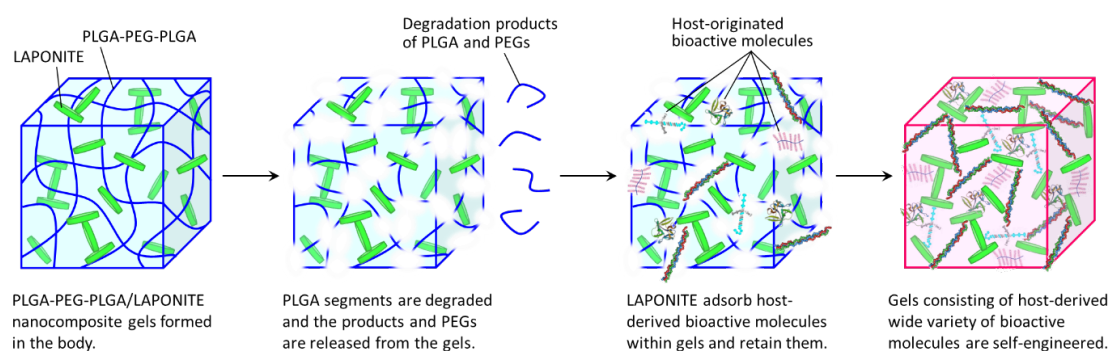 PLGA-PEG-PLGA
LAPONITE
Degradation products
of PLGA and PEGs
Host-originated
bioactive molecules
PLGA-PEG-PLGA/LAPONITE
nanocomposite gels formed
in the body.
PLGA segments are degraded
and the products and PEGs
are released from the gels.
LAPONITE adsorb host-
derived bioactive molecules
within gels and retain them.
Gels consisting of host-derived
wide variety of bioactive
molecules are self-engineered.